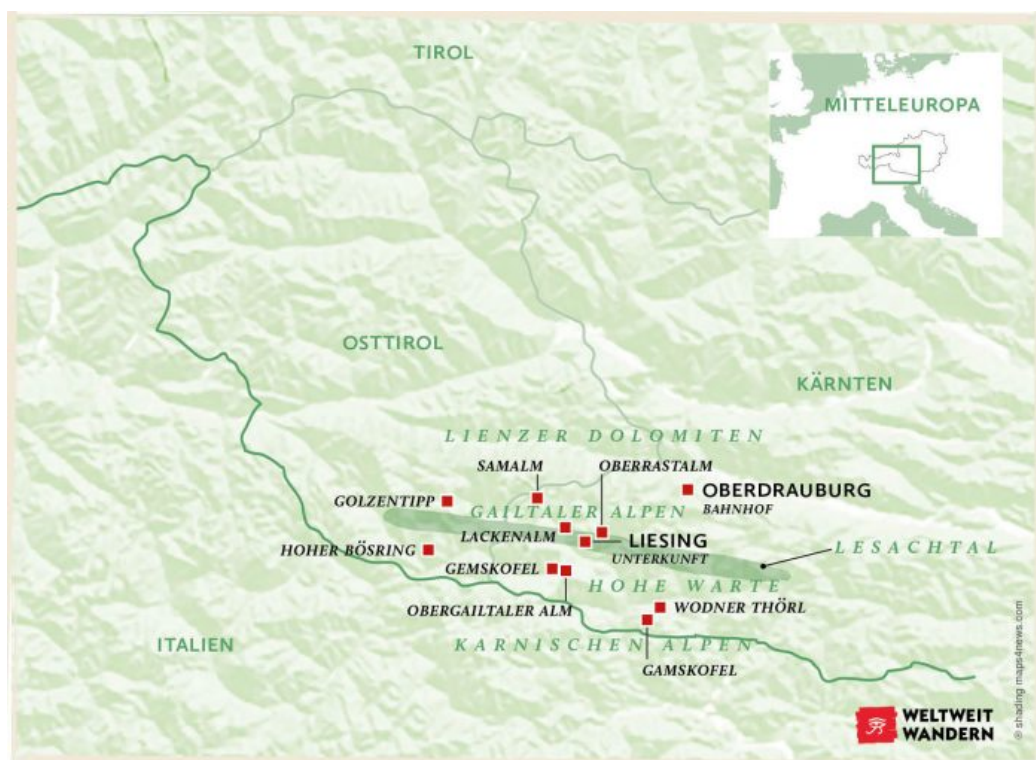 TIROL
MITTELEUROPA
OSTTIROL
KÄRNTEN
LIENZER DOLOMITEN
SAMALM
OBERRASTALM
GOLZENTIPP
OBERDRAUBURG
BAHNHOF
GAILTALER ALPEN
LACKENALM
LIESING
UNTERKUNFT
HOHER BÖSRING
LESACHTAL
GEMSKOFEL
HOHE WARTE
OBERGAILTALER ALM
WODNER THÖRL
ITALIEN
KARNISCHEN ALPEN
GAMSKOFEL
WELTWEIT
WANDERN
© shading maps4news.com